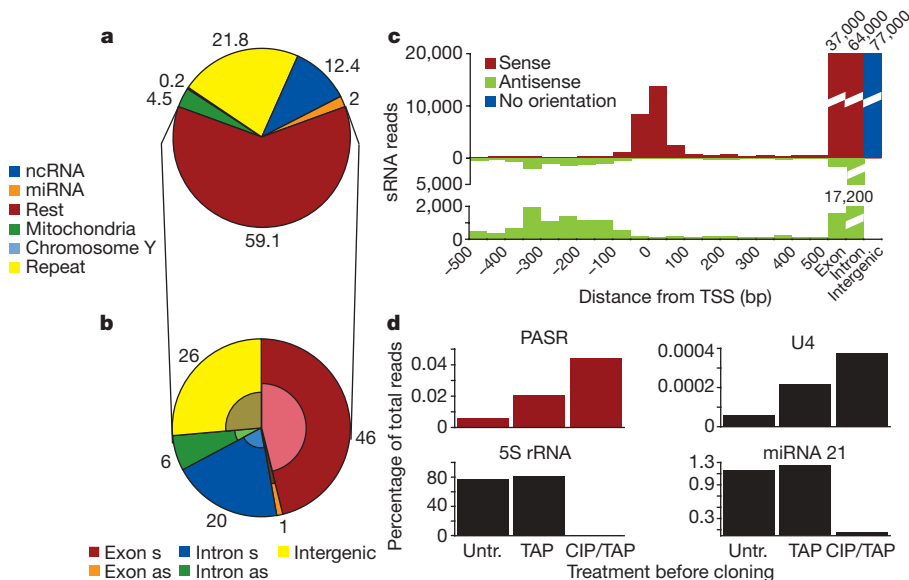 a
21.8
12.4
2
0.2
4.5
59.1
ncRNA
miRNA
Rest
Mitochondria
Chromosome Y
Repeat
b
26
46
6
20
1
Exon s
Intron s
Intergenic
Exon as
Intron as
c
37,000
64,000
77,000
20,000
10,000
0
5,000
2,000
0
sRNA reads
Sense
Antisense
No orientation
17,200
–500
–400
–300
–200
–100
0
100
200
300
400
500
Exon
Intron
Intergenic
Distance from TSS (bp)
d
Percentage of total reads
PASR
0.04
0.02
0
U4
0.0004
0.0002
0
5S rRNA
80
40
0
miRNA 21
1.3
0.3
0.3
Untr.
TAP
CIP/TAP
Untr.
TAP
CIP/TAP
Treatment before cloning